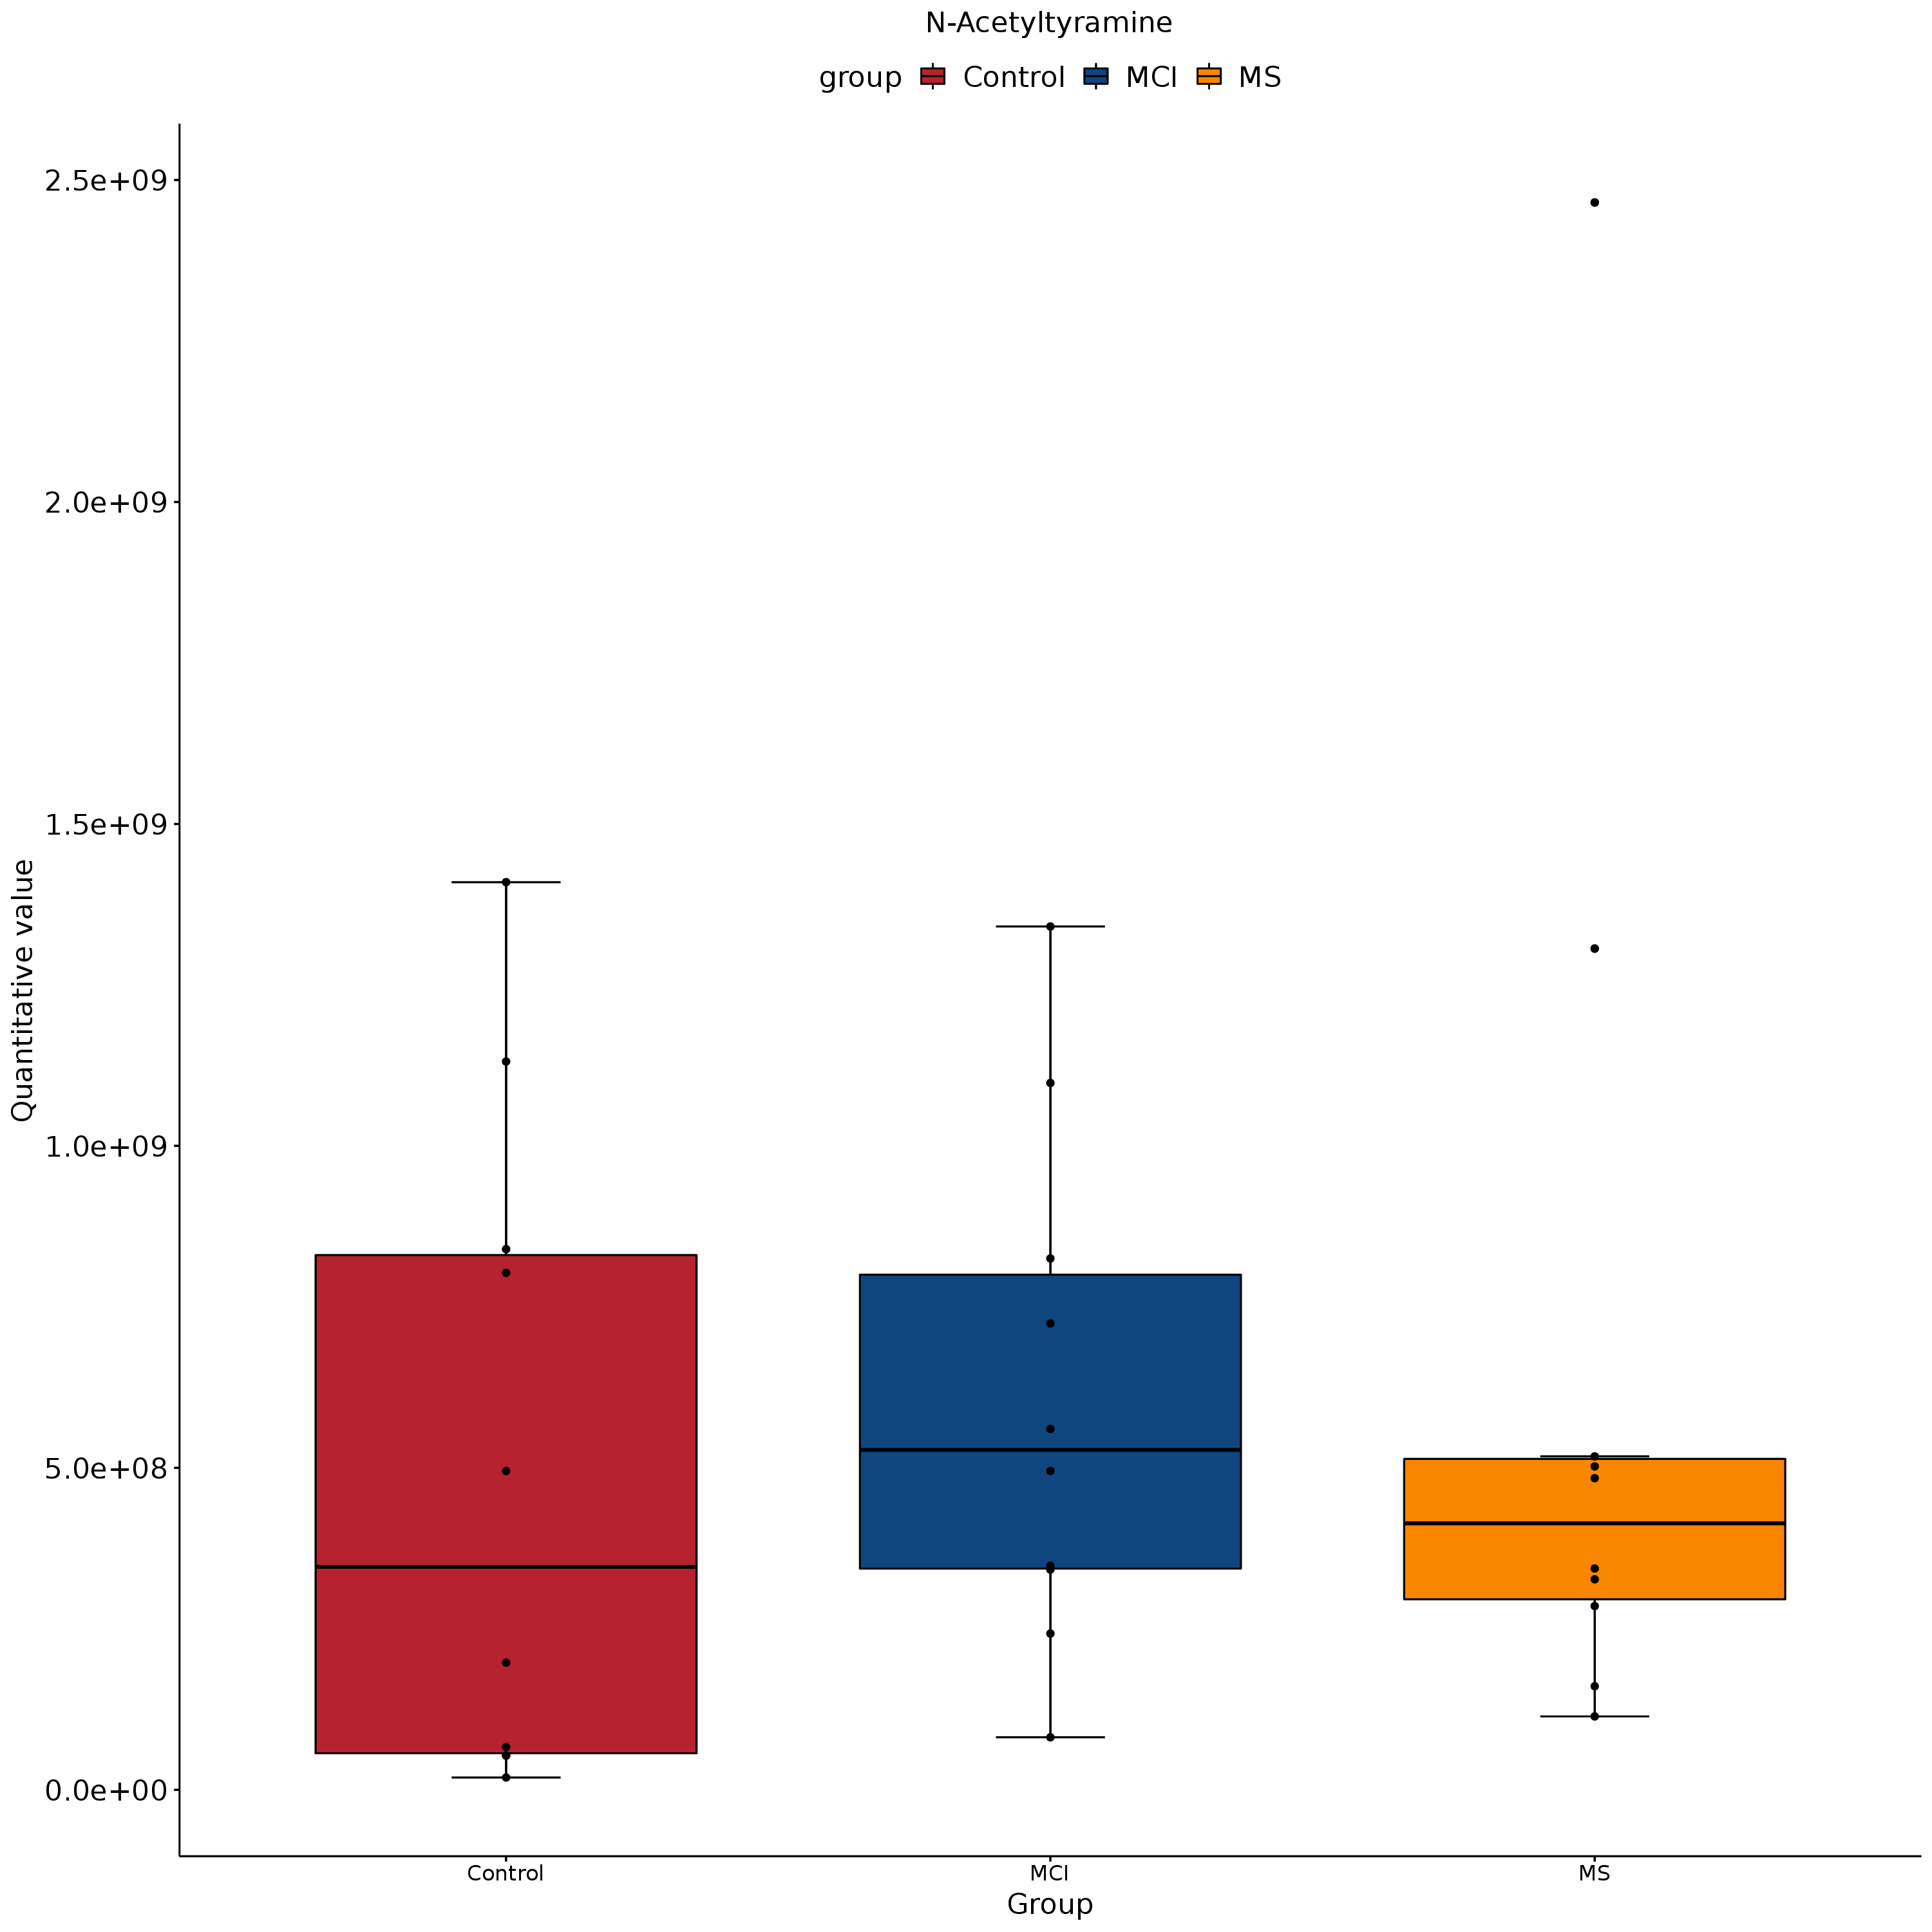 N-Acetyltyramine
group Control MCI MS
2.5e+09
2.0e+09
1.5e+09
1.0e+09
5.0e+08
0.0e+00
Quantitative value
Control MCI MS
Group